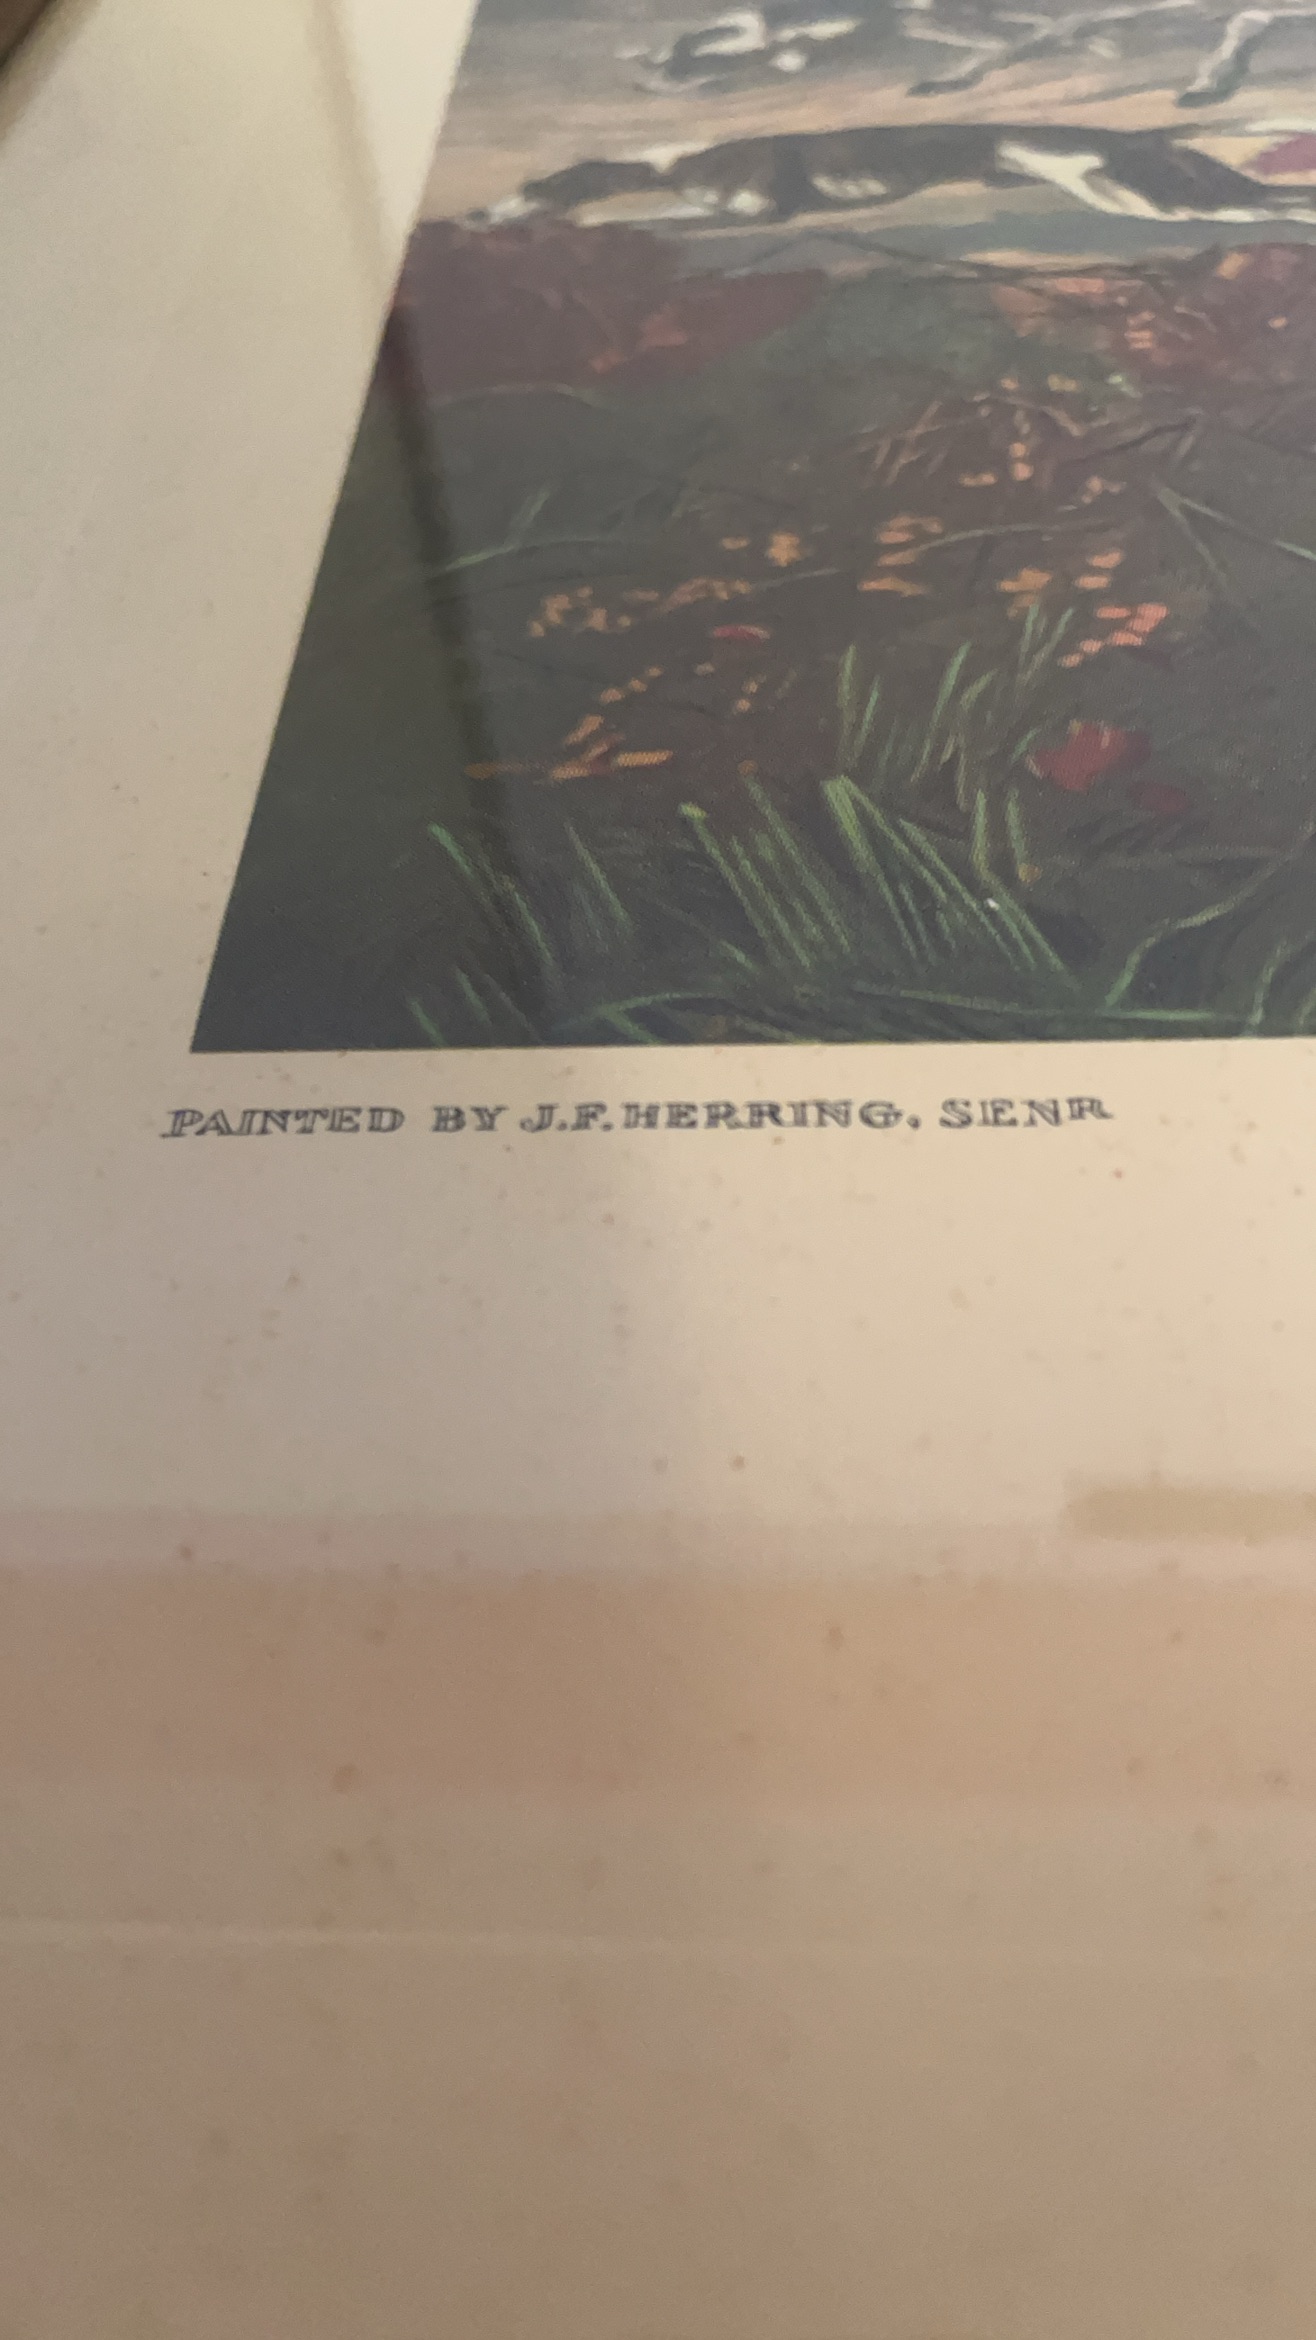 PAINTED BY J.F. HERRING, SENR